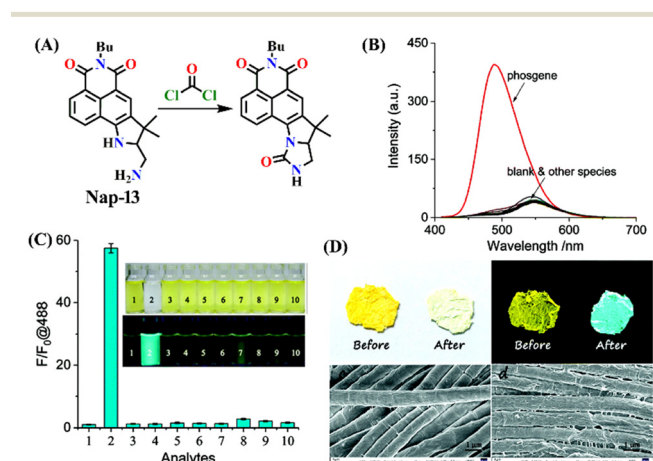 (A)
Bu
O N O
O
Cl Cl
HN
H2N
Nap-13
Bu
O N O
N
O
N
H
(B)
Intensity (a.u.)
450
300
150
0
phosgene
blank & other species
400 500 600 700
Wavelength /nm
(C)
F/F0@488
60
40
20
0
1 2 3 4 5 6 7 8 9 10
1 2 3 4 5 6 7 8 9 10
1 2 3 4 5 6 7 8 9 10
Analytes
(D)
Before After
Before After
d
1 μm
1 μm